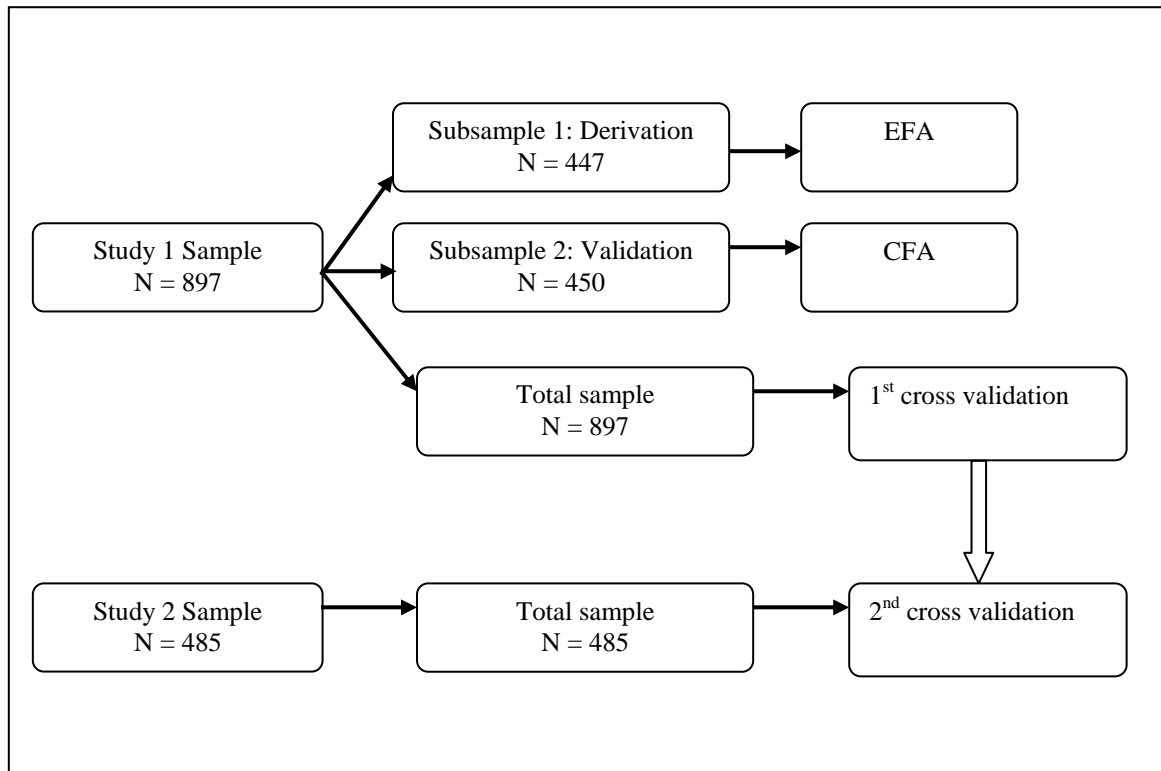 Subsample 1: Derivation
N = 447
EFA
Study 1 Sample
N = 897
Subsample 2: Validation
N = 450
CFA
Total sample
N = 897
1st cross validation
Study 2 Sample
N = 485
Total sample
N = 485
2nd cross validation